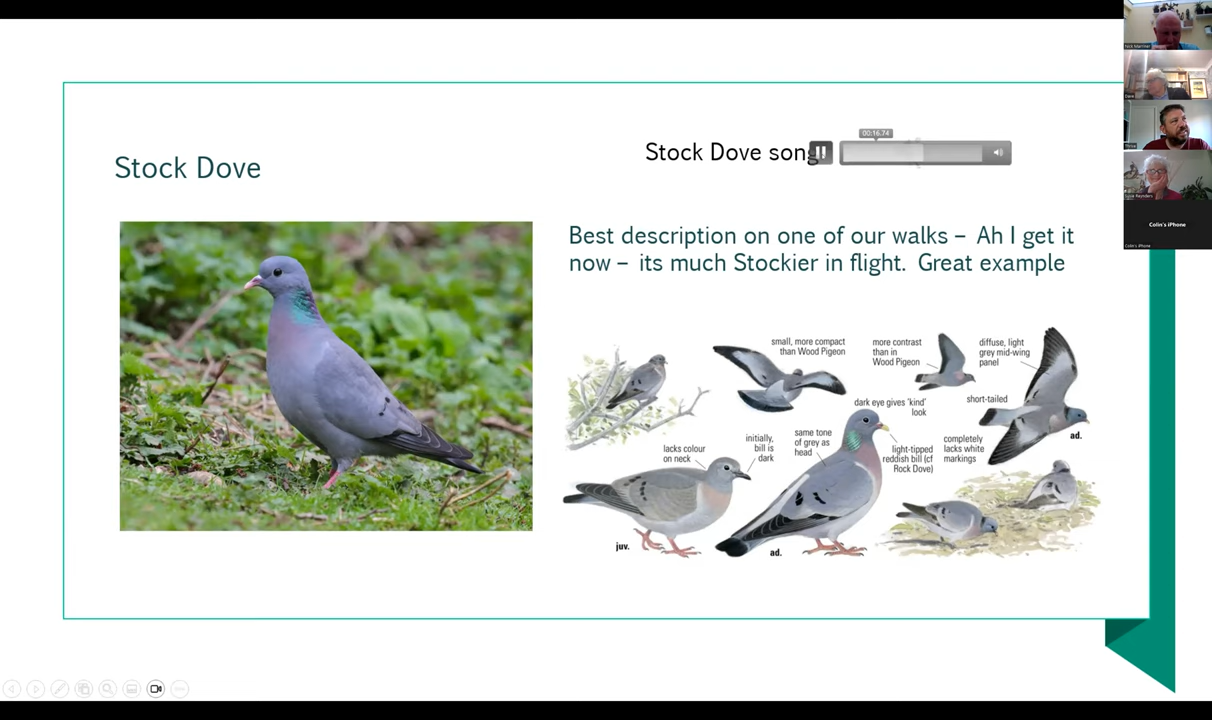 Stock Dove
Stock Dove song
00:16.74
Best description on one of our walks – Ah I get it
now – its much Stockier in flight. Great example
small, more compact
than Wood Pigeon
more contrast
than in
Wood Pigeon
diffuse, light
grey mid-wing
panel
dark eye gives 'kind'
look
short-tailed
lacks colour
on neck
initially,
bill is
dark
same tone
of grey as
head
light-tipped
reddish bill (cf
Rock Dove)
completely
lacks white
markings
ad.
juv.
ad.
Colin's iPhone
Colin's iPhone